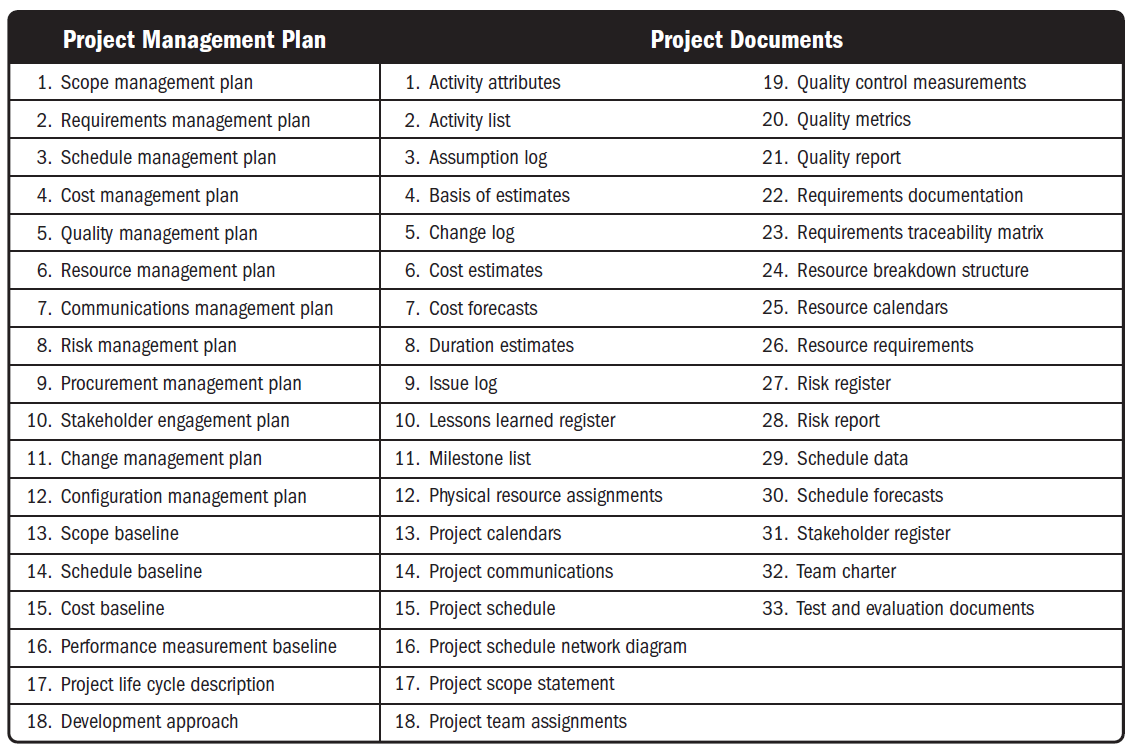 Project Management Plan
Project Documents
1. Scope management plan
1. Activity attributes
19. Quality control measurements
2. Requirements management plan
2. Activity list
20. Quality metrics
3. Schedule management plan
3. Assumption log
21. Quality report
4. Cost management plan
4. Basis of estimates
22. Requirements documentation
5. Quality management plan
5. Change log
23. Requirements traceability matrix
6. Resource management plan
6. Cost estimates
24. Resource breakdown structure
7. Communications management plan
7. Cost forecasts
25. Resource calendars
8. Risk management plan
8. Duration estimates
26. Resource requirements
9. Procurement management plan
9. Issue log
27. Risk register
10. Stakeholder engagement plan
10. Lessons learned register
28. Risk report
11. Change management plan
11. Milestone list
29. Schedule data
12. Configuration management plan
12. Physical resource assignments
30. Schedule forecasts
13. Scope baseline
13. Project calendars
31. Stakeholder register
14. Schedule baseline
14. Project communications
32. Team charter
15. Cost baseline
15. Project schedule
33. Test and evaluation documents
16. Performance measurement baseline
16. Project schedule network diagram
17. Project life cycle description
17. Project scope statement
18. Development approach
18. Project team assignments